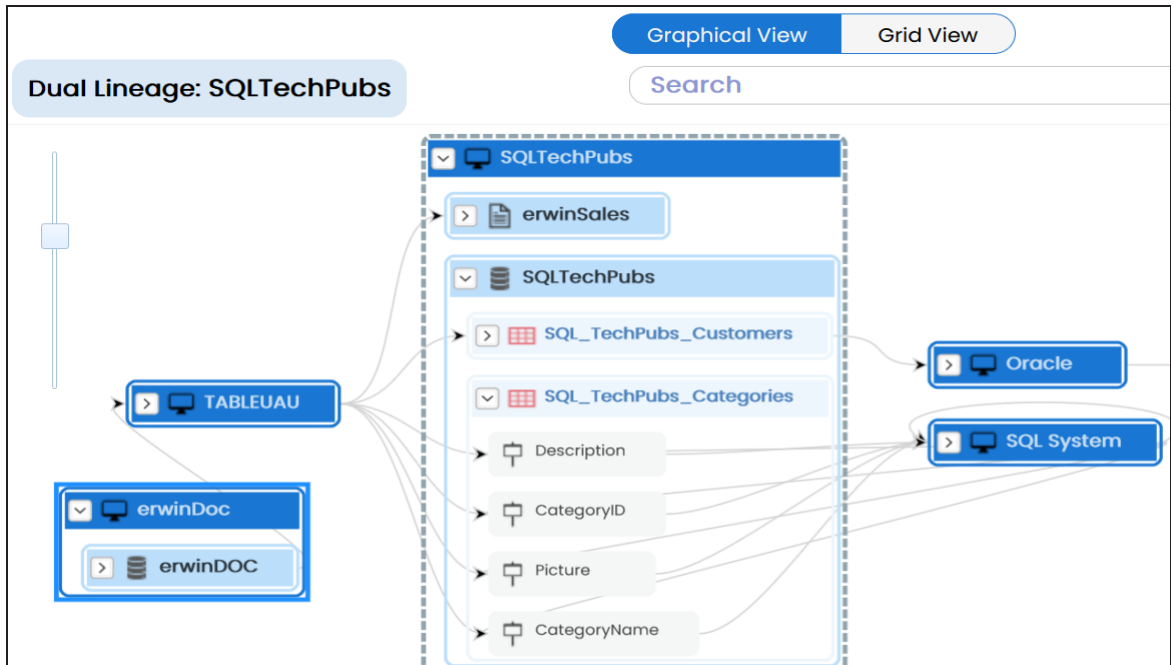 Graphical View
Grid View
Dual Lineage: SQLTechPubs
Search
SQLTechPubs
erwinSales
SQLTechPubs
SQL_TechPubs_Customers
Oracle
TABLEUAU
SQL_TechPubs_Categories
SQL System
Description
erwinDoc
CategoryID
erwinDOC
Picture
CategoryName